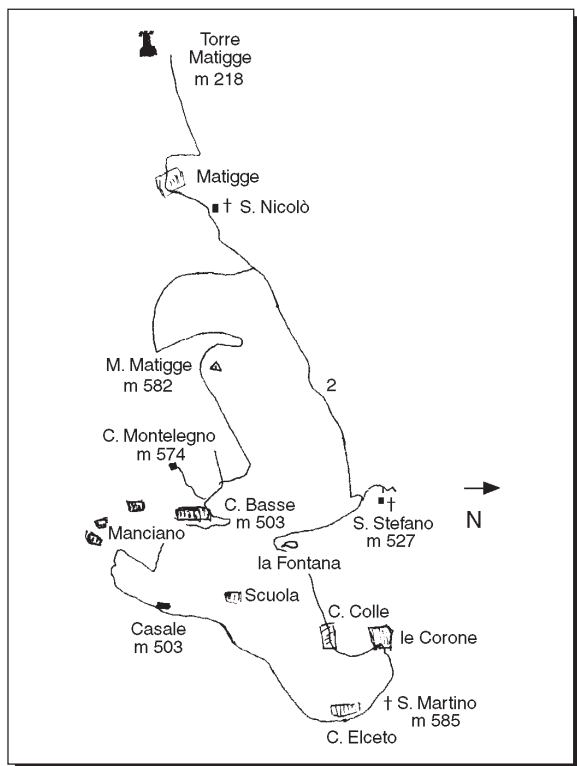 Torre
Matigge
m 218
Matigge
† S. Nicolò
M. Matigge
m 582
2
C. Montelegno
m 574
C. Basse
m 503
Manciano
†
S. Stefano
m 527
N
la Fontana
Scuola
C. Colle
Casale
m 503
le Corone
† S. Martino
m 585
C. Elceto